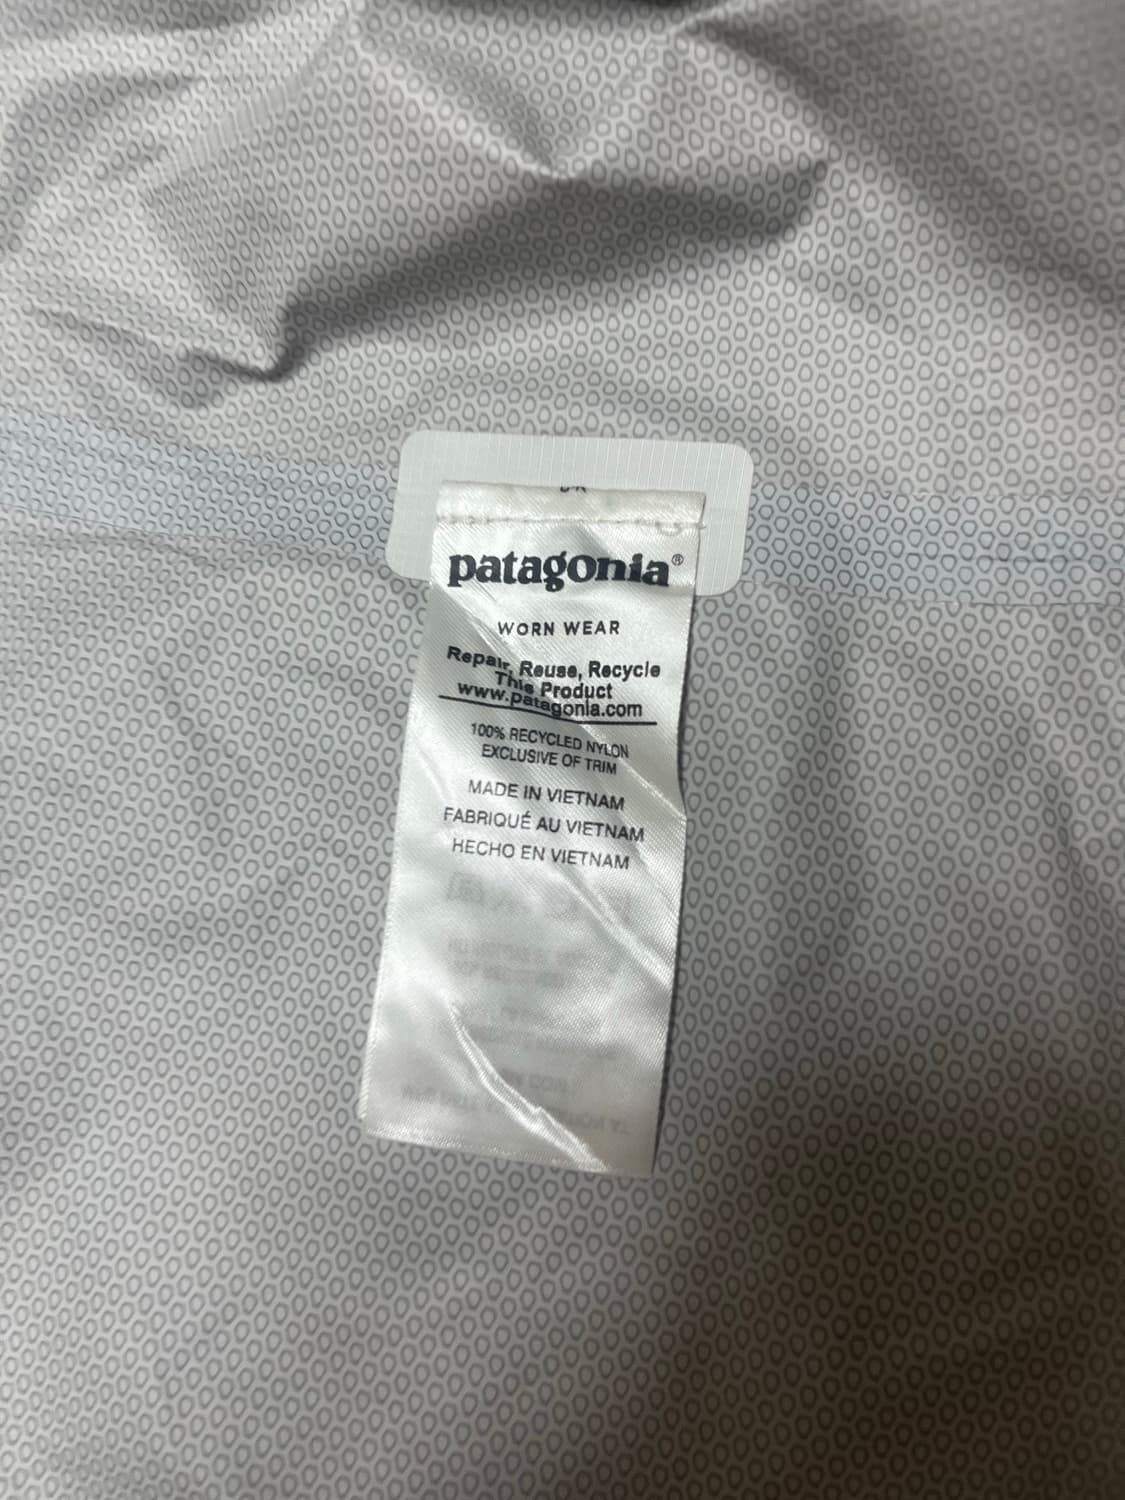 patagonia®
WORN WEAR
Repair, Reuse, Recycle
This Product
www.patagonia.com
100% RECYCLED NYLON
EXCLUSIVE OF TRIM
MADE IN VIETNAM
FABRIQUÉ AU VIETNAM
HECHO EN VIETNAM